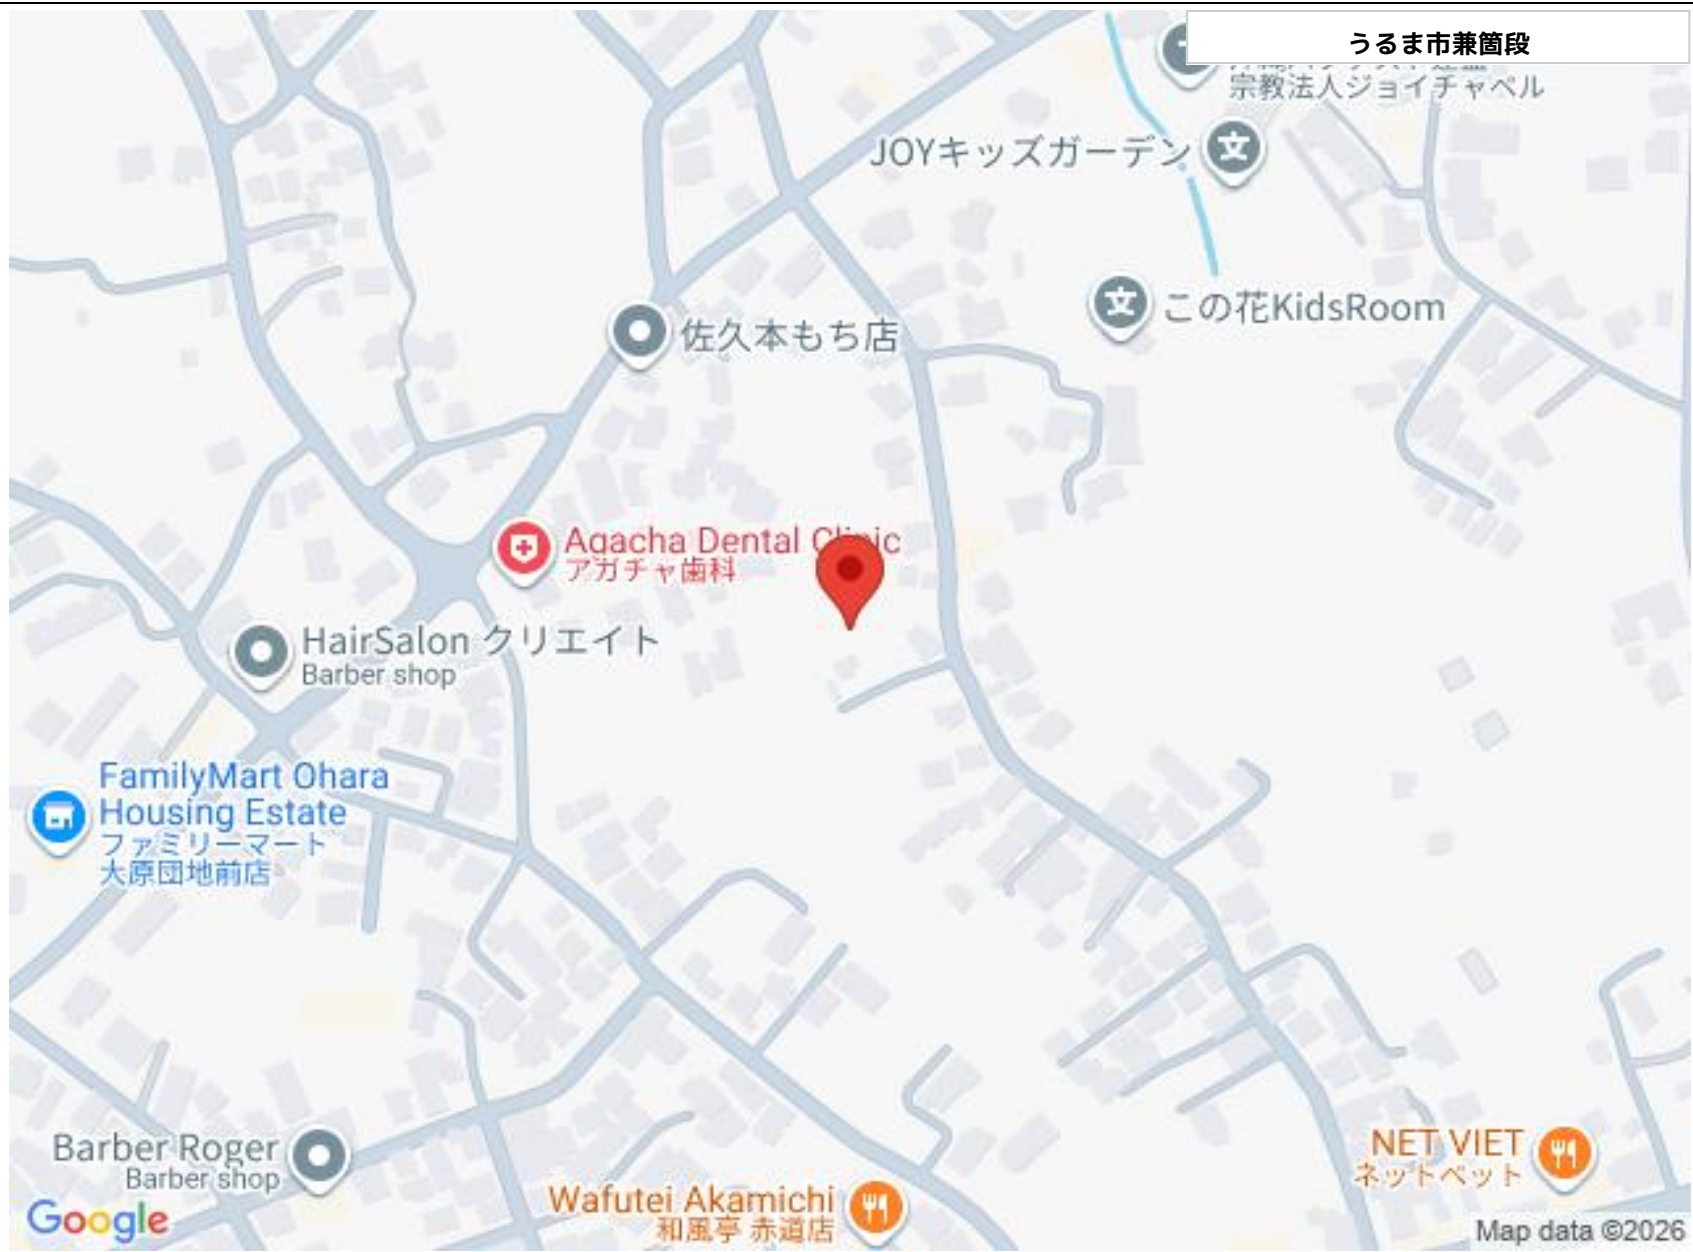 うるま市兼箇段
宗教法人ジョイチャペル
JOYキッズガーデン
この花KidsRoom
佐久本もち店
Agacha Dental Clinic
アガチャ歯科
HairSalon クリエイト
Barber shop
FamilyMart Ohara
Housing Estate
ファミリーマート
大原団地前店
Barber Roger
Barber shop
NET VIET
ネットベット
Wafutei Akamichi
和風亭 赤道店
Google
Map data ©2026